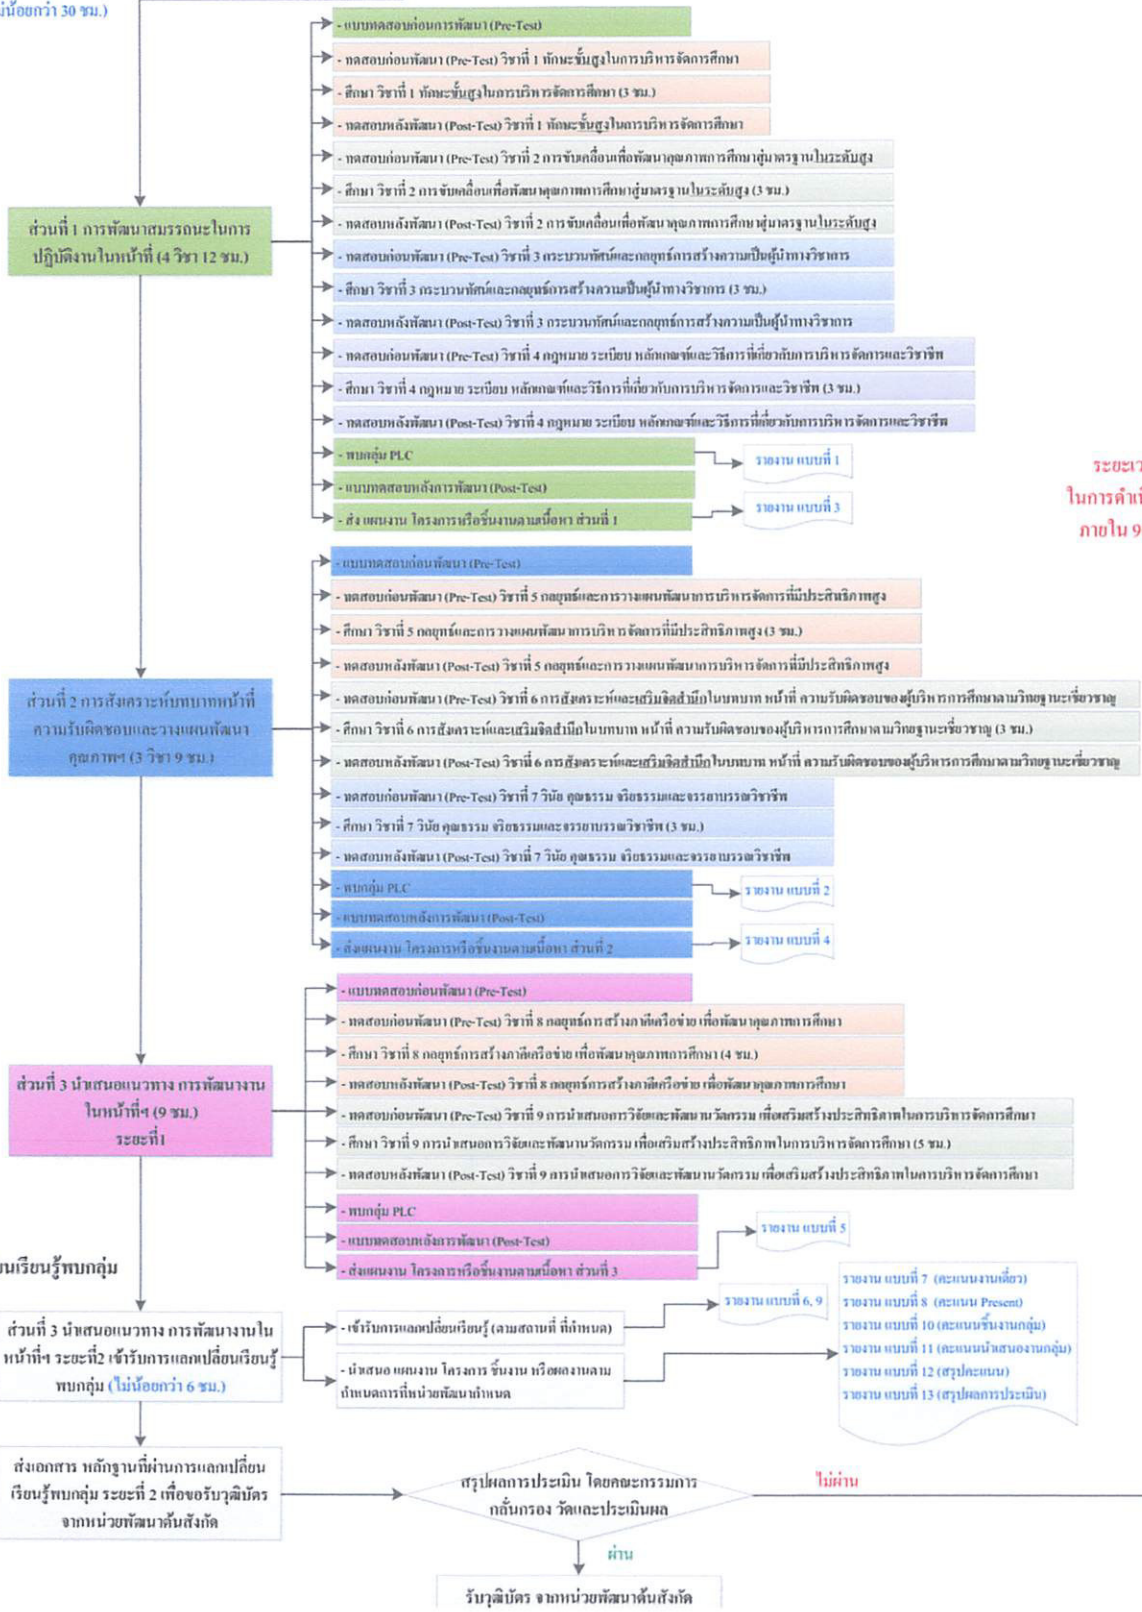 ไม่น้อยกว่า 30 ชม.)
- แบบทดสอบก่อนการพัฒนา (Pre-Test)
- ทดสอบก่อนพัฒนา (Pre-Test) วิชาที่ 1 ทักษะขั้นสูงในการบริหารจัดการศึกษา
- ศึกษา วิชาที่ 1 ทักษะขั้นสูงในการบริหารจัดการศึกษา (3 ชม.)
- ทดสอบหลังพัฒนา (Post-Test) วิชาที่ 1 ทักษะขั้นสูงในการบริหารจัดการศึกษา
- ทดสอบก่อนพัฒนา (Pre-Test) วิชาที่ 2 การขับเคลื่อนเพื่อพัฒนาคุณภาพการศึกษาสู่มาตรฐานในระดับสูง
- ศึกษา วิชาที่ 2 การขับเคลื่อนเพื่อพัฒนาคุณภาพการศึกษาสู่มาตรฐานในระดับสูง (3 ชม.)
- ทดสอบหลังพัฒนา (Post-Test) วิชาที่ 2 การขับเคลื่อนเพื่อพัฒนาคุณภาพการศึกษาสู่มาตรฐานในระดับสูง
ส่วนที่ 1 การพัฒนาสมรรถนะในการ
ปฏิบัติงานในหน้าที่ (4 วิชา 12 ชม.)
- ทดสอบก่อนพัฒนา (Pre-Test) วิชาที่ 3 กระบวนทัศน์และกลยุทธ์การสร้างความเป็นผู้นำทางวิชาการ
- ศึกษา วิชาที่ 3 กระบวนทัศน์และกลยุทธ์การสร้างความเป็นผู้นำทางวิชาการ (3 ชม.)
- ทดสอบหลังพัฒนา (Post-Test) วิชาที่ 3 กระบวนทัศน์และกลยุทธ์การสร้างความเป็นผู้นำทางวิชาการ
- ทดสอบก่อนพัฒนา (Pre-Test) วิชาที่ 4 กฎหมาย ระเบียบ หลักเกณฑ์และวิธีการที่เกี่ยวกับการบริหารจัดการและวิชาชีพ
- ศึกษา วิชาที่ 4 กฎหมาย ระเบียบ หลักเกณฑ์และวิธีการที่เกี่ยวกับการบริหารจัดการและวิชาชีพ (3 ชม.)
- ทดสอบหลังพัฒนา (Post-Test) วิชาที่ 4 กฎหมาย ระเบียบ หลักเกณฑ์และวิธีการที่เกี่ยวกับการบริหารจัดการและวิชาชีพ
- พบกลุ่ม PLC
รายงาน แบบที่ 1
- แบบทดสอบหลังการพัฒนา (Post-Test)
- ส่ง แผนงาน โครงการหรือชิ้นงานตามเนื้อหา ส่วนที่ 1
รายงาน แบบที่ 3
ระยะเว
ในการดำเนิ
ภายใน 9
- แบบทดสอบก่อนพัฒนา (Pre-Test)
- ทดสอบก่อนพัฒนา (Pre-Test) วิชาที่ 5 กลยุทธ์และการวางแผนพัฒนาการบริหารจัดการที่มีประสิทธิภาพสูง
- ศึกษา วิชาที่ 5 กลยุทธ์และการวางแผนพัฒนาการบริหารจัดการที่มีประสิทธิภาพสูง (3 ชม.)
- ทดสอบหลังพัฒนา (Post-Test) วิชาที่ 5 กลยุทธ์และการวางแผนพัฒนาการบริหารจัดการที่มีประสิทธิภาพสูง
ส่วนที่ 2 การสังเคราะห์บทบาทหน้าที่
ความรับผิดชอบและวางแผนพัฒนา
คุณภาพฯ (3 วิชา 9 ชม.)
- ทดสอบก่อนพัฒนา (Pre-Test) วิชาที่ 6 การสังเคราะห์และเสริมจิตสำนึกในบทบาท หน้าที่ ความรับผิดชอบของผู้บริหารการศึกษาตามวิทยฐานะเชี่ยวชาญ
- ศึกษา วิชาที่ 6 การสังเคราะห์และเสริมจิตสำนึกในบทบาท หน้าที่ ความรับผิดชอบของผู้บริหารการศึกษาตามวิทยฐานะเชี่ยวชาญ (3 ชม.)
- ทดสอบหลังพัฒนา (Post-Test) วิชาที่ 6 การสังเคราะห์และเสริมจิตสำนึกในบทบาท หน้าที่ ความรับผิดชอบของผู้บริหารการศึกษาตามวิทยฐานะเชี่ยวชาญ
- ทดสอบก่อนพัฒนา (Pre-Test) วิชาที่ 7 วินัย คุณธรรม จริยธรรมและจรรยาบรรณวิชาชีพ
- ศึกษา วิชาที่ 7 วินัย คุณธรรม จริยธรรมและจรรยาบรรณวิชาชีพ (3 ชม.)
- ทดสอบหลังพัฒนา (Post-Test) วิชาที่ 7 วินัย คุณธรรม จริยธรรมและจรรยาบรรณวิชาชีพ
- พบกลุ่ม PLC
รายงาน แบบที่ 2
- แบบทดสอบหลังการพัฒนา (Post-Test)
- ส่งแผนงาน โครงการหรือชิ้นงานตามเนื้อหา ส่วนที่ 2
รายงาน แบบที่ 4
- แบบทดสอบก่อนพัฒนา (Pre-Test)
- ทดสอบก่อนพัฒนา (Pre-Test) วิชาที่ 8 กลยุทธ์การสร้างภาคีเครือข่าย เพื่อพัฒนาคุณภาพการศึกษา
- ศึกษา วิชาที่ 8 กลยุทธ์การสร้างภาคีเครือข่าย เพื่อพัฒนาคุณภาพการศึกษา (4 ชม.)
- ทดสอบหลังพัฒนา (Post-Test) วิชาที่ 8 กลยุทธ์การสร้างภาคีเครือข่าย เพื่อพัฒนาคุณภาพการศึกษา
ส่วนที่ 3 นำเสนอแนวทาง การพัฒนางาน
ในหน้าที่ฯ (9 ชม.)
ระยะที่1
- ทดสอบก่อนพัฒนา (Pre-Test) วิชาที่ 9 การนำเสนอการวิจัยและพัฒนานวัตกรรม เพื่อเสริมสร้างประสิทธิภาพในการบริหารจัดการศึกษา
- ศึกษา วิชาที่ 9 การนำเสนอการวิจัยและพัฒนานวัตกรรม เพื่อเสริมสร้างประสิทธิภาพในการบริหารจัดการศึกษา (5 ชม.)
- ทดสอบหลังพัฒนา (Post-Test) วิชาที่ 9 การนำเสนอการวิจัยและพัฒนานวัตกรรม เพื่อเสริมสร้างประสิทธิภาพในการบริหารจัดการศึกษา
- พบกลุ่ม PLC
- แบบทดสอบหลังการพัฒนา (Post-Test)
รายงาน แบบที่ 5
- ส่งแผนงาน โครงการหรือชิ้นงานตามเนื้อหา ส่วนที่ 3
ยนเรียนรู้พบกลุ่ม
ส่วนที่ 3 นำเสนอแนวทาง การพัฒนางานใน
หน้าที่ฯ ระยะที่2 เข้ารับการแลกเปลี่ยนเรียนรู้
พบกลุ่ม (ไม่น้อยกว่า 6 ชม.)
- เข้ารับการแลกเปลี่ยนเรียนรู้ (ตามสถานที่ ที่กำหนด)
รายงาน แบบที่ 6, 9
- นำเสนอ แผนงาน โครงการ ชิ้นงาน หรือผลงานตาม
กำหนดการที่หน่วยพัฒนากำหนด
รายงาน แบบที่ 7 (คะแนนงานเดี่ยว)
รายงาน แบบที่ 8 (คะแนน Present)
รายงาน แบบที่ 10 (คะแนนชิ้นงานกลุ่ม)
รายงาน แบบที่ 11 (คะแนนนำเสนองานกลุ่ม)
รายงาน แบบที่ 12 (สรุปคะแนน)
รายงาน แบบที่ 13 (สรุปผลการประเมิน)
ส่งเอกสาร หลักฐานที่ผ่านการแลกเปลี่ยน
เรียนรู้พบกลุ่ม ระยะที่ 2 เพื่อขอรับวุฒิบัตร
จากหน่วยพัฒนาต้นสังกัด
สรุปผลการประเมิน โดยคณะกรรมการ
กลั่นกรอง วัดและประเมินผล
ไม่ผ่าน
ผ่าน
รับวุฒิบัตร จากหน่วยพัฒนาต้นสังกัด